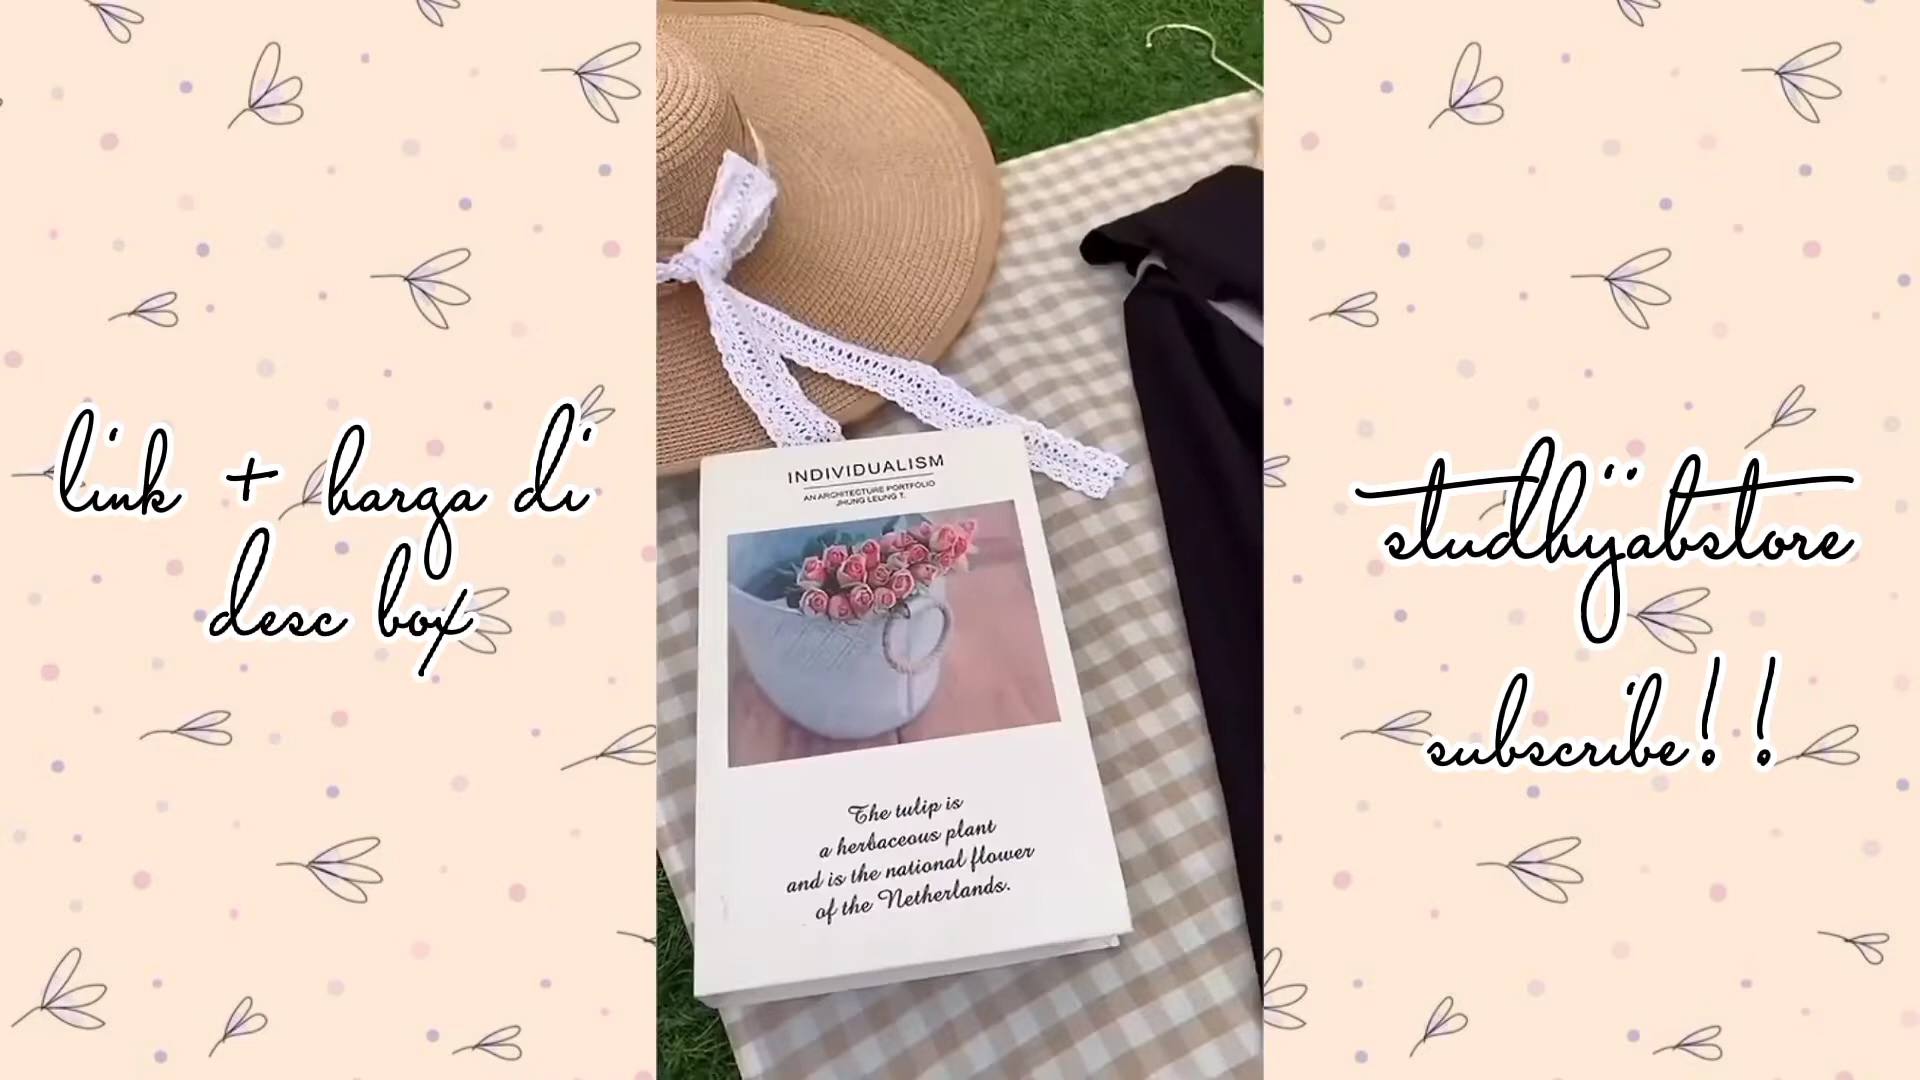 link + harga di
desc box
INDIVIDUALISM
AN ARCHITECTURE PORTFOLIO
JHUNG LEUNG T.
The tulip is
a herbaceous plant
and is the national flower
of the Netherlands.
studbyjabstore
subscribe!!